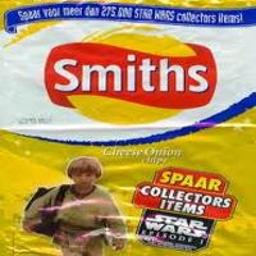 Spaar voor meer dan 275.000 STAR WARS collectors items!
Smiths
Cheese Onion
chips
SPAAR
COLLECTORS
ITEMS
STAR
WARS
EPISODE I